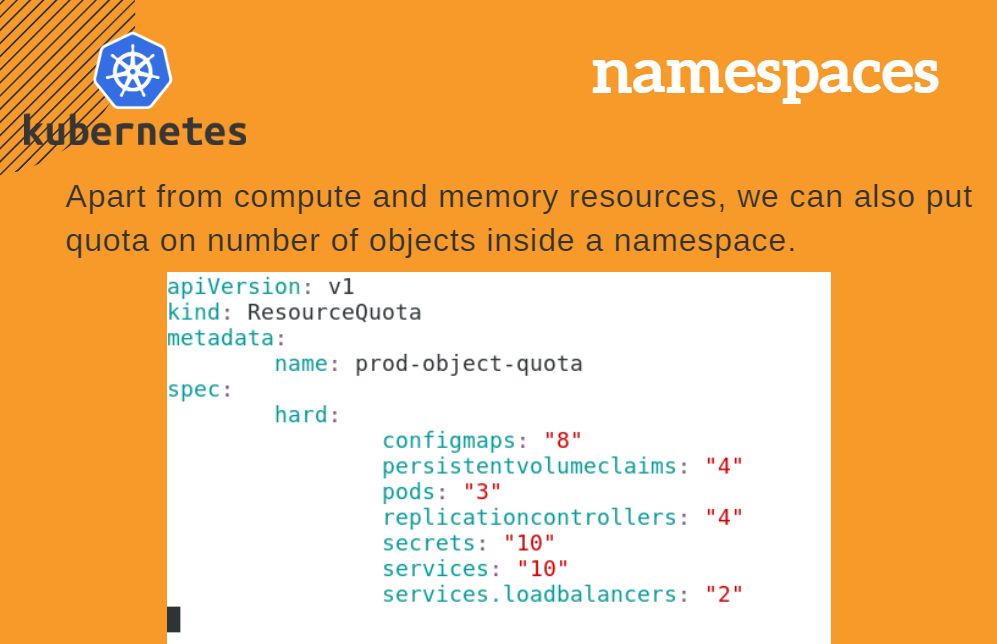 kubernetes
namespaces
Apart from compute and memory resources, we can also put
quota on number of objects inside a namespace.
apiVersion: v1
kind: ResourceQuota
metadata:
        name: prod-object-quota
spec:
        hard:
                configmaps: "8"
                persistentvolumeclaims: "4"
                pods: "3"
                replicationcontrollers: "4"
                secrets: "10"
                services: "10"
                services.loadbalancers: "2"